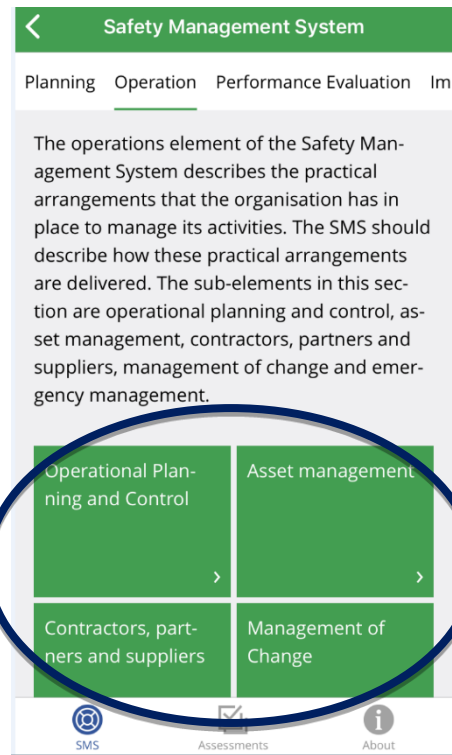 Safety Management System
Planning Operation Performance Evaluation Im
The operations element of the Safety Man-
agement System describes the practical
arrangements that the organisation has in
place to manage its activities. The SMS should
describe how these practical arrangements
are delivered. The sub-elements in this sec-
tion are operational planning and control, as-
set management, contractors, partners and
suppliers, management of change and emer-
gency management.
Operational Plan-
ning and Control
Asset management
Contractors, part-
ners and suppliers
Management of
Change
SMS Assessments About